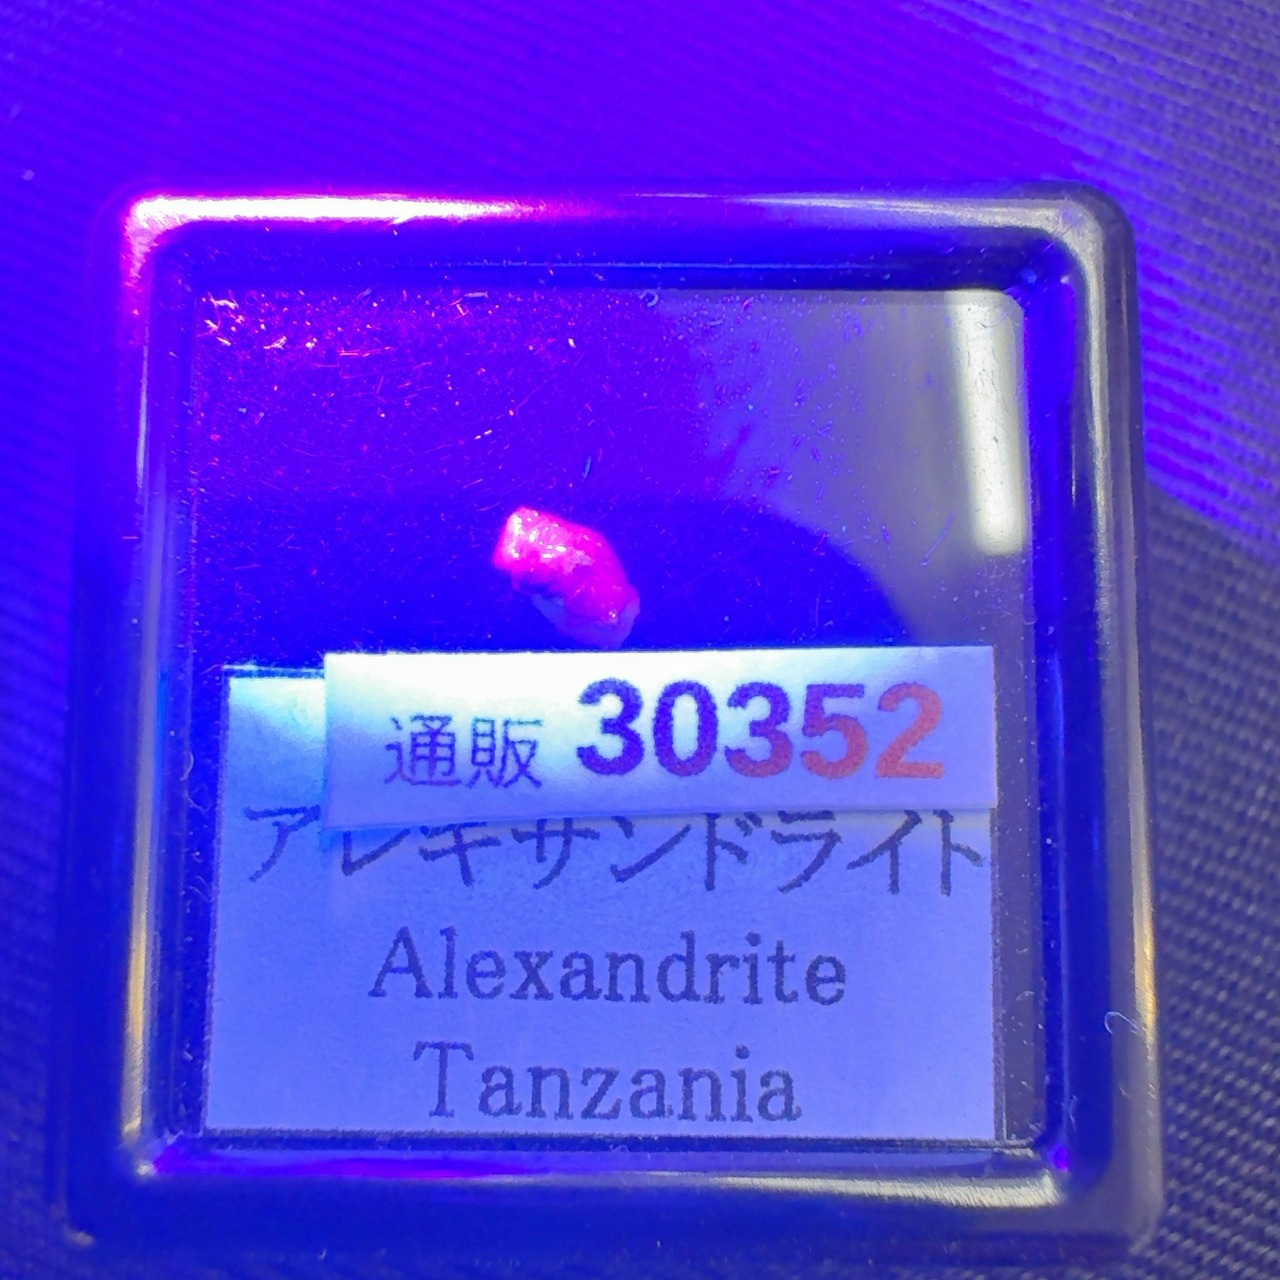 通販 30352
アレキサンドライト
Alexandrite
Tanzania